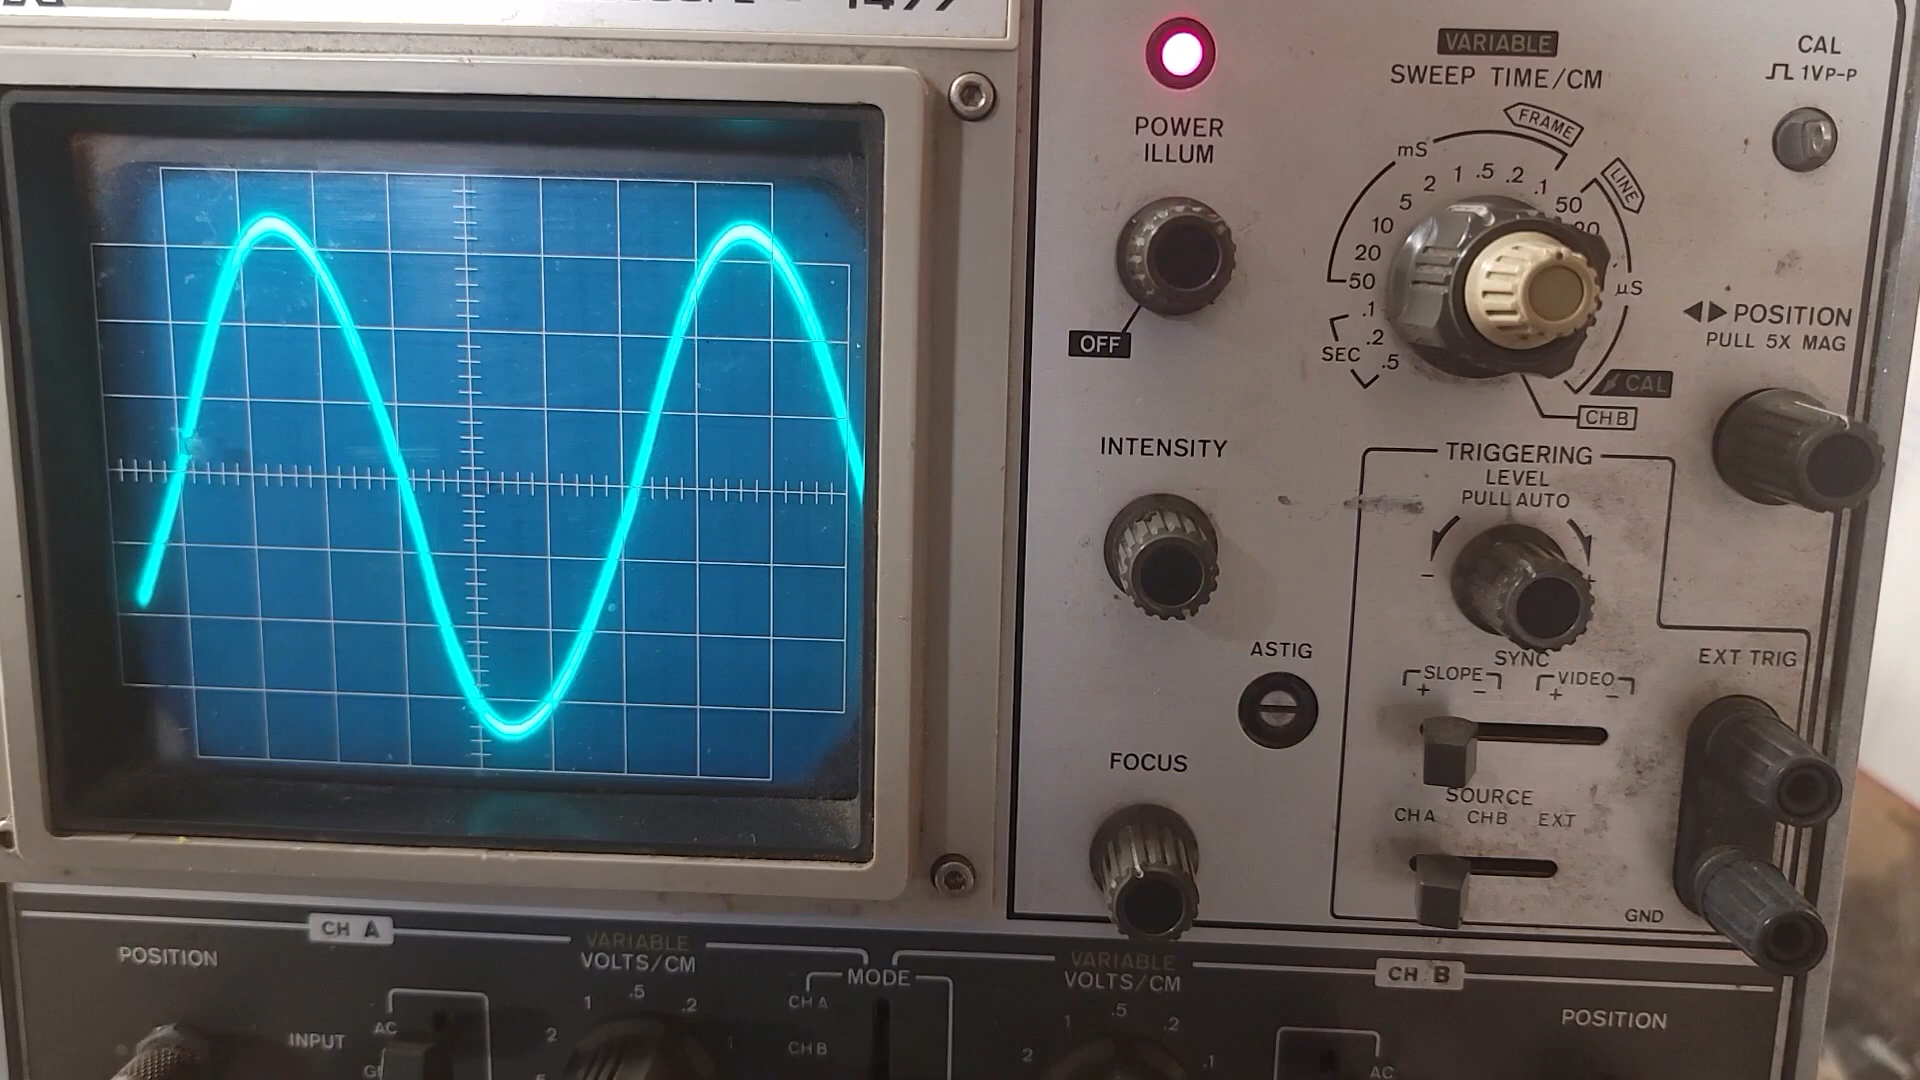 1477
VARIABLE
SWEEP TIME/CM
CAL
1VP-P
POWER
ILLUM
OFF
FRAME
LINE
mS
.1
.2
.5
1
2
5
10
20
50
50
µS
.1
.2
.5
SEC
CAL
CH B
POSITION
PULL 5X MAG
INTENSITY
TRIGGERING
LEVEL
PULL AUTO
-
+
ASTIG
SYNC
SLOPE
+ -
VIDEO
+ -
EXT TRIG
FOCUS
SOURCE
CH A CH B EXT
GND
CH A
POSITION
INPUT
AC
VARIABLE
VOLTS/CM
2 1 .5 .2 .1
MODE
CH A
CH B
VARIABLE
VOLTS/CM
2 1 .5 .2 .1
CH B
AC
POSITION